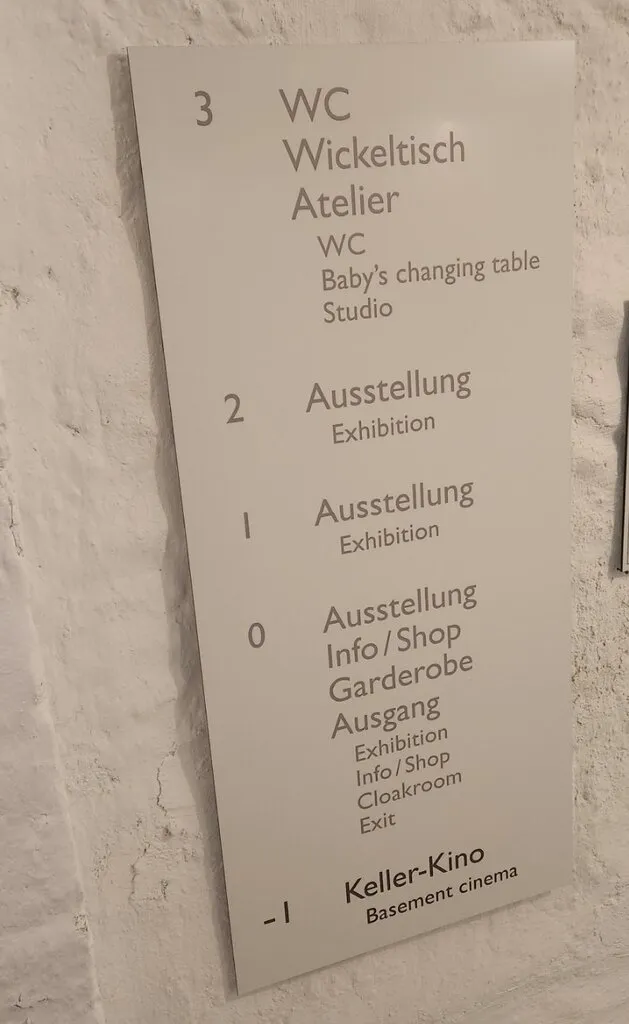 3 WC
Wickeltisch
Atelier
WC
Baby's changing table
Studio
2 Ausstellung
Exhibition
1 Ausstellung
Exhibition
0 Ausstellung
Info / Shop
Garderobe
Ausgang
Exhibition
Info / Shop
Cloakroom
Exit
-1 Keller-Kino
Basement cinema